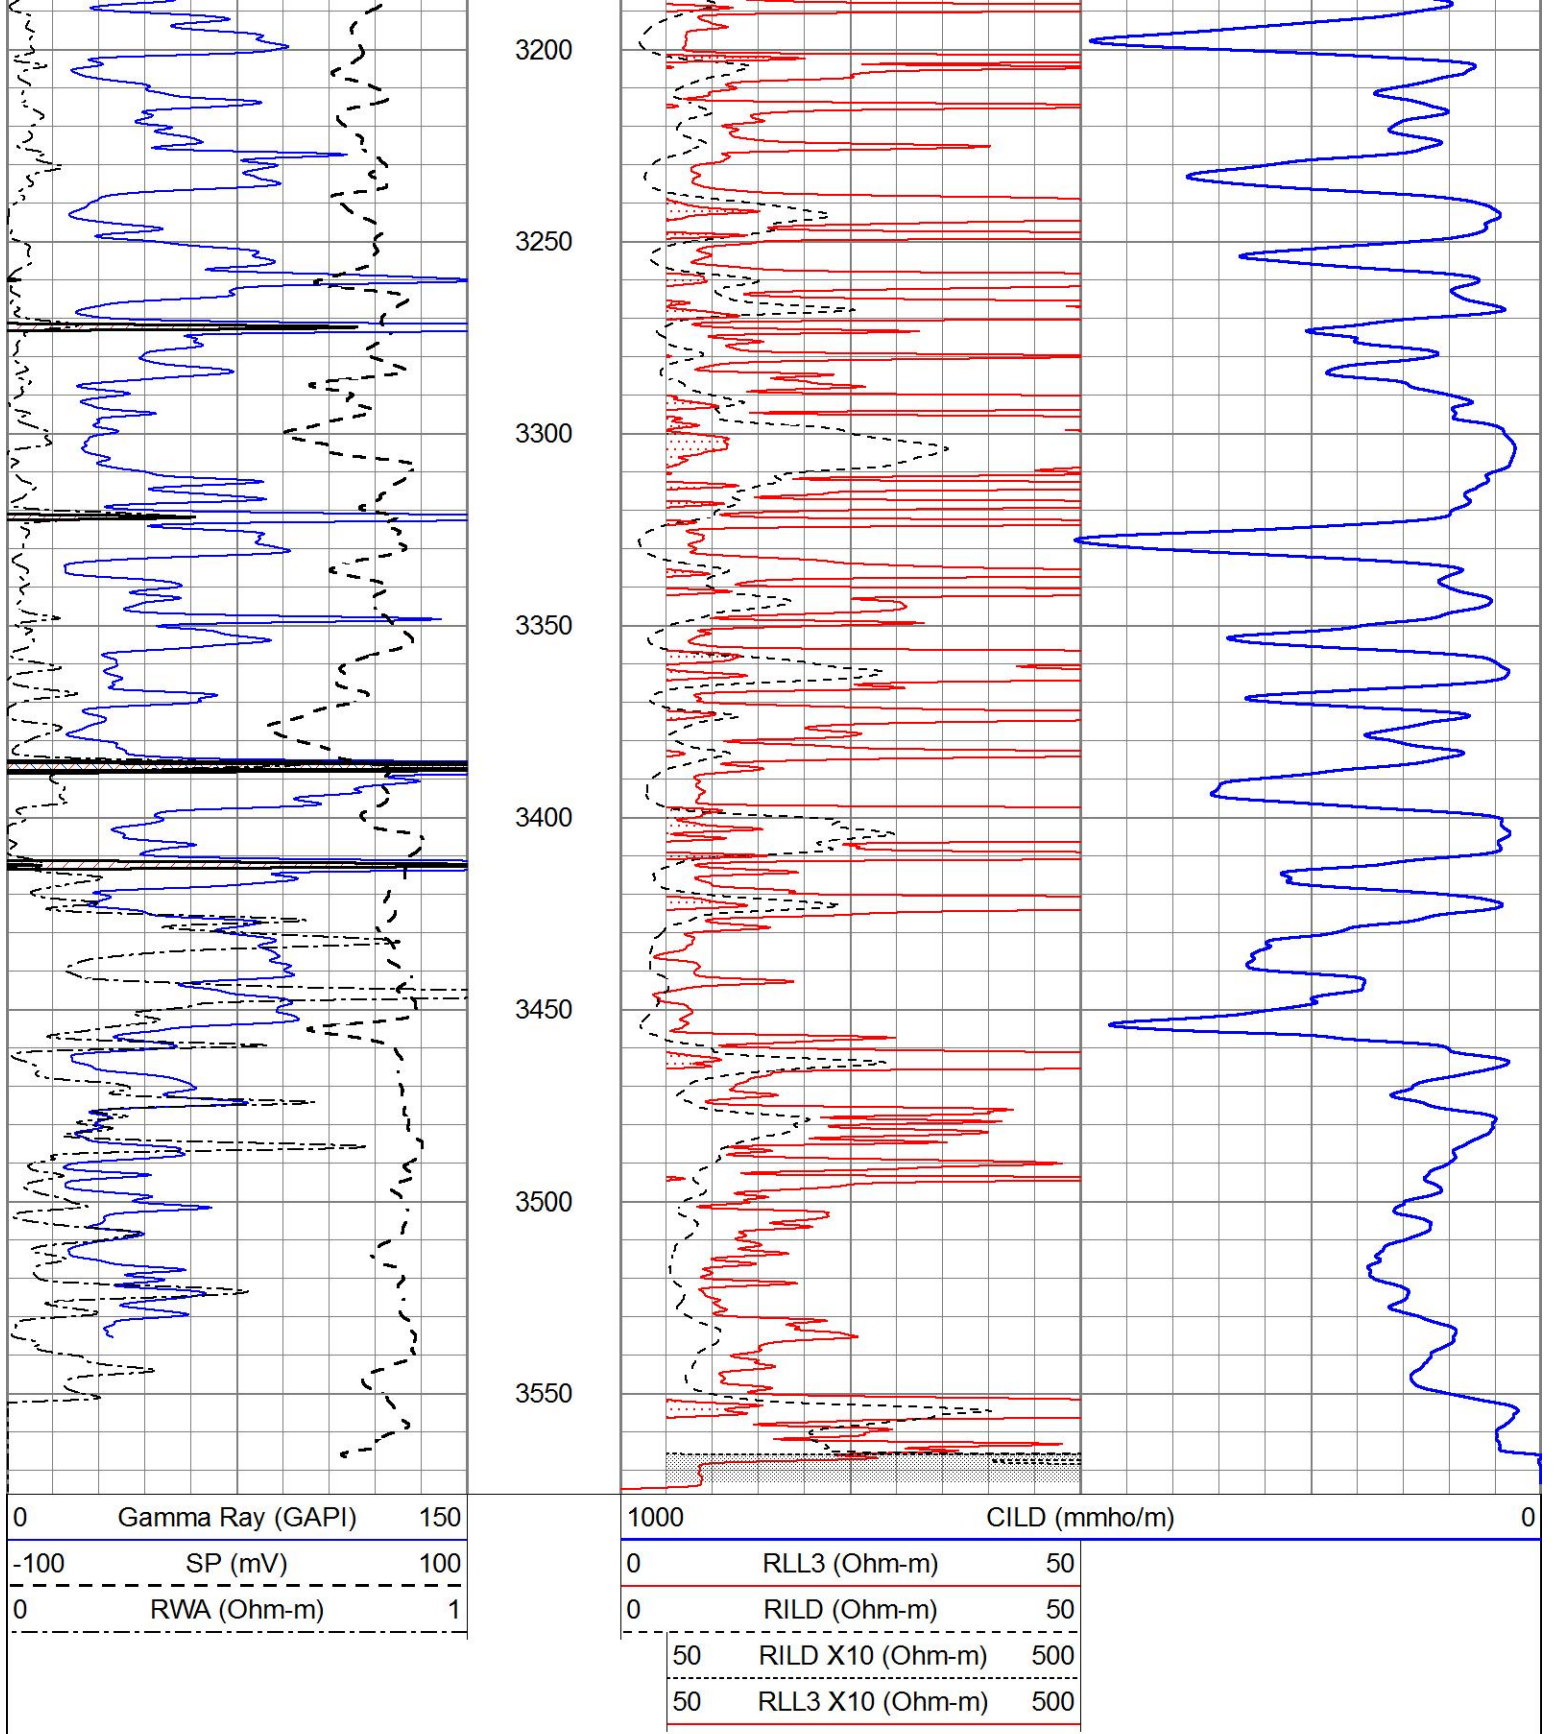 3200
3250
3300
3350
3400
3450
3500
3550
0 Gamma Ray (GAPI) 150
-100 SP (mV) 100
0 RWA (Ohm-m) 1
1000 CILD (mmho/m) 0
0 RLL3 (Ohm-m) 50
0 RILD (Ohm-m) 50
50 RILD X10 (Ohm-m) 500
50 RLL3 X10 (Ohm-m) 500